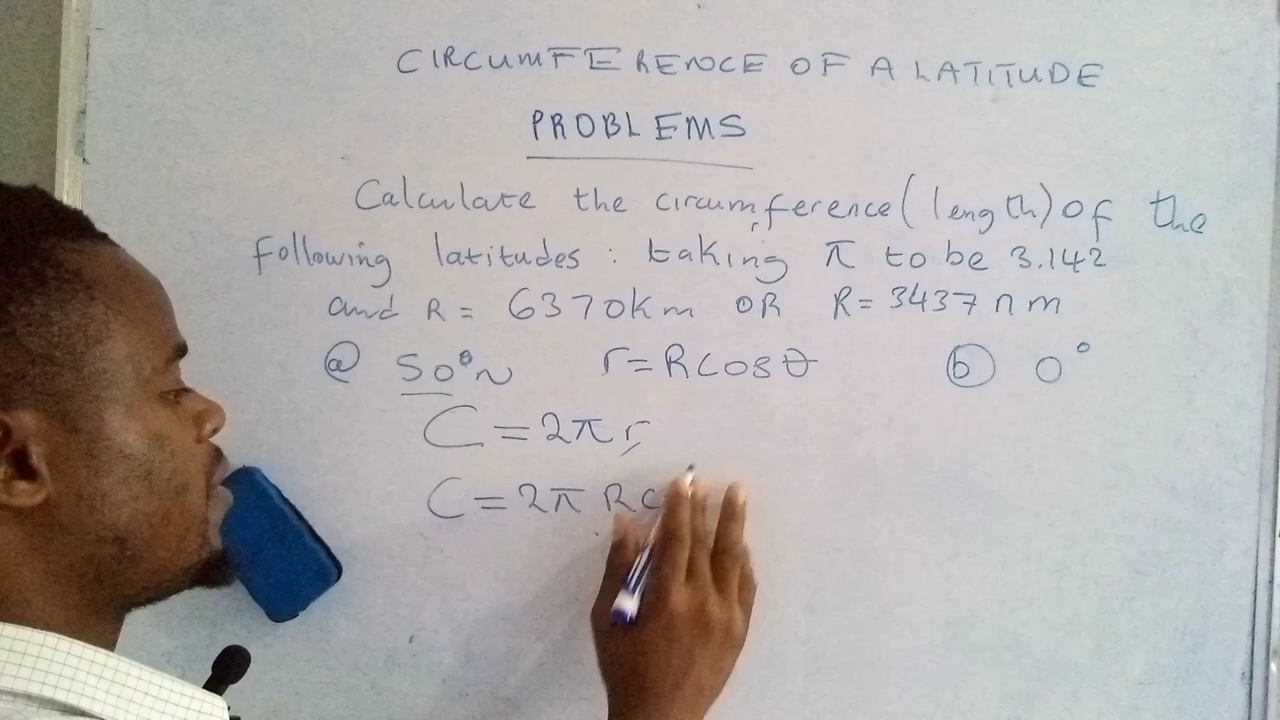 CIRCUMFERENCE OF A LATITUDE
PROBLEMS
Calculate the circumference (length) of the
following latitudes : taking π to be 3.142
and R = 6370km OR R = 3437 nm
(a) 50°N r = R cos θ (b) 0°
C = 2πr
C = 2π R c